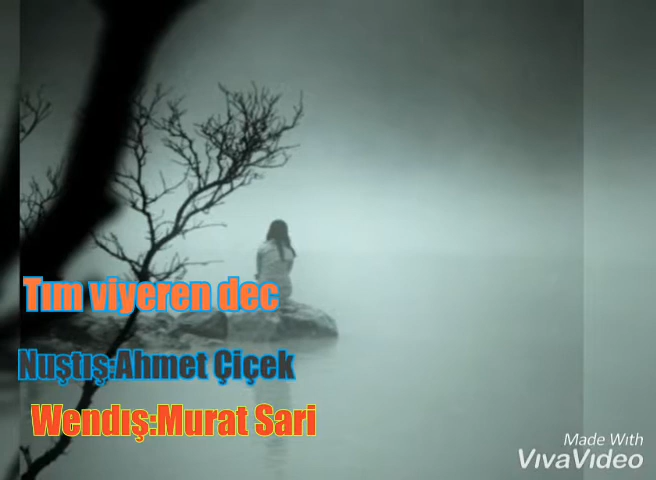 Tım viyeren dec
Nuştış:Ahmet Çiçek
Wendış:Murat Sari
Made With
VivaVideo